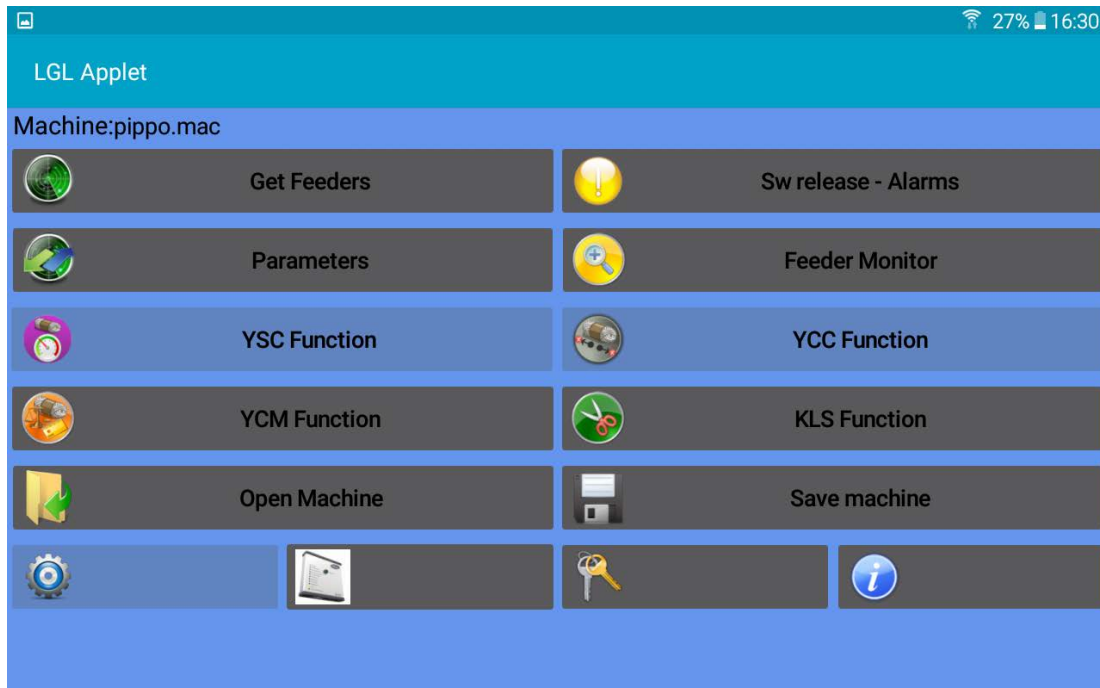 27% 16:30
LGL Applet
Machine:pippo.mac
Get Feeders
Sw release - Alarms
Parameters
Feeder Monitor
YSC Function
YCC Function
YCM Function
KLS Function
Open Machine
Save machine